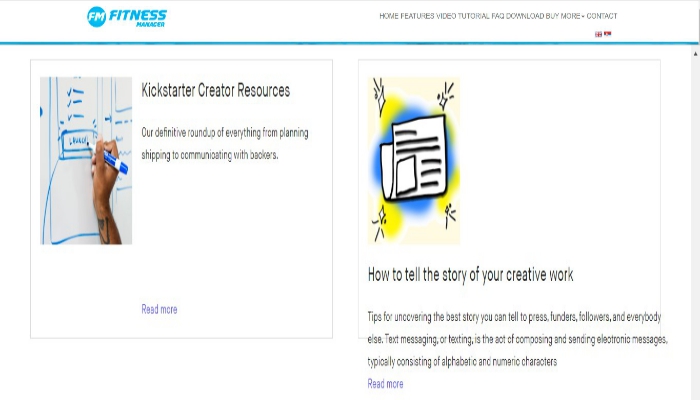 FM FITNESS
MANAGER
HOME FEATURES VIDEO TUTORIAL FAQ DOWNLOAD BUY MORE CONTACT
Kickstarter Creator Resources
Our definitive roundup of everything from planning
shipping to communicating with backers.
Read more
How to tell the story of your creative work
Tips for uncovering the best story you can tell to press, funders, followers, and everybody
else. Text messaging, or texting, is the act of composing and sending electronic messages,
typically consisting of alphabetic and numeric characters
Read more